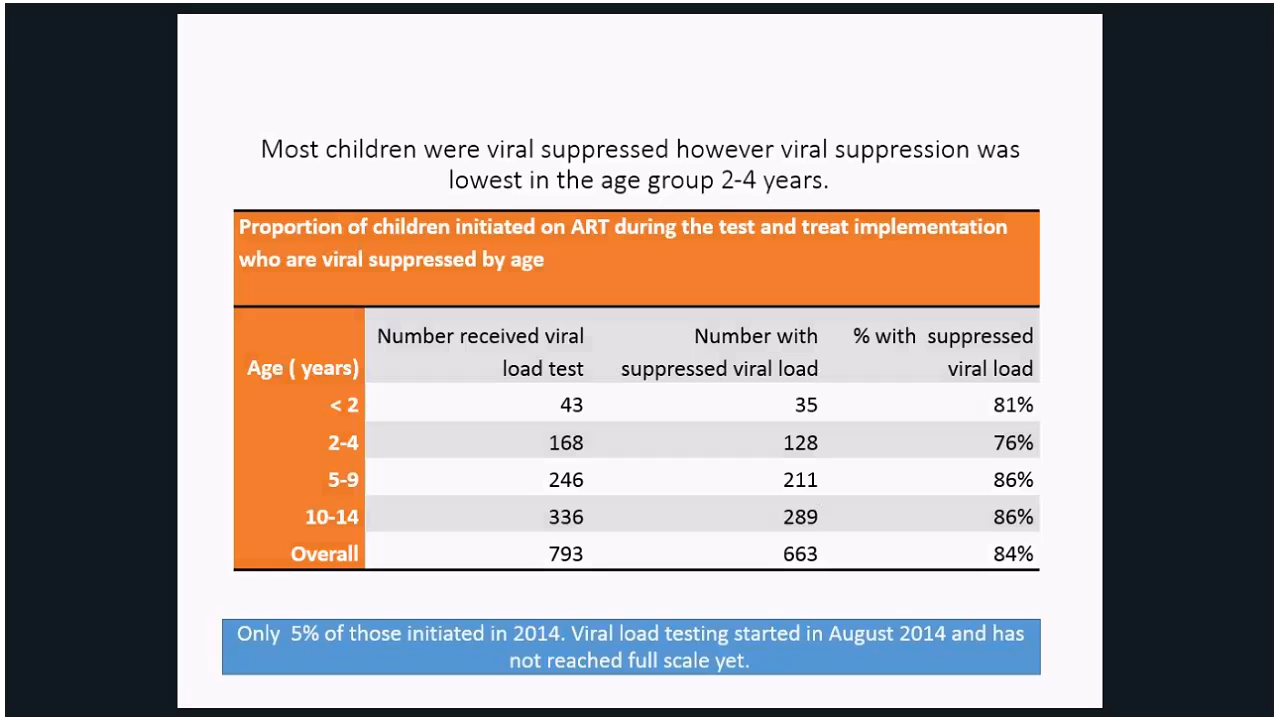 Most children were viral suppressed however viral suppression was
lowest in the age group 2-4 years.
Proportion of children initiated on ART during the test and treat implementation
who are viral suppressed by age
Age ( years) Number received viral load test Number with suppressed viral load % with suppressed viral load
< 2 43 35 81%
2-4 168 128 76%
5-9 246 211 86%
10-14 336 289 86%
Overall 793 663 84%
Only 5% of those initiated in 2014. Viral load testing started in August 2014 and has
not reached full scale yet.